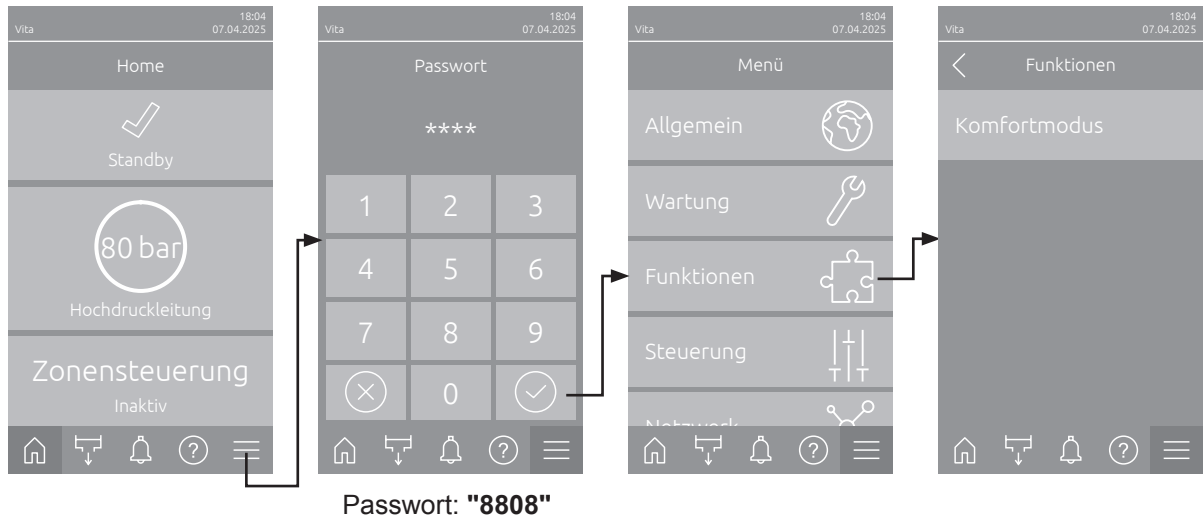 18:04
Vita 07.04.2025
Home
Standby
80 bar
Hochdruckleitung
Zonensteuerung
Inaktiv
18:04
Vita 07.04.2025
Passwort
****
1 2 3
4 5 6
7 8 9
0
Passwort: "8808"
18:04
Vita 07.04.2025
Menü
Allgemein
Wartung
Funktionen
Steuerung
Netzwerk
18:04
Vita 07.04.2025
Funktionen
Komfortmodus